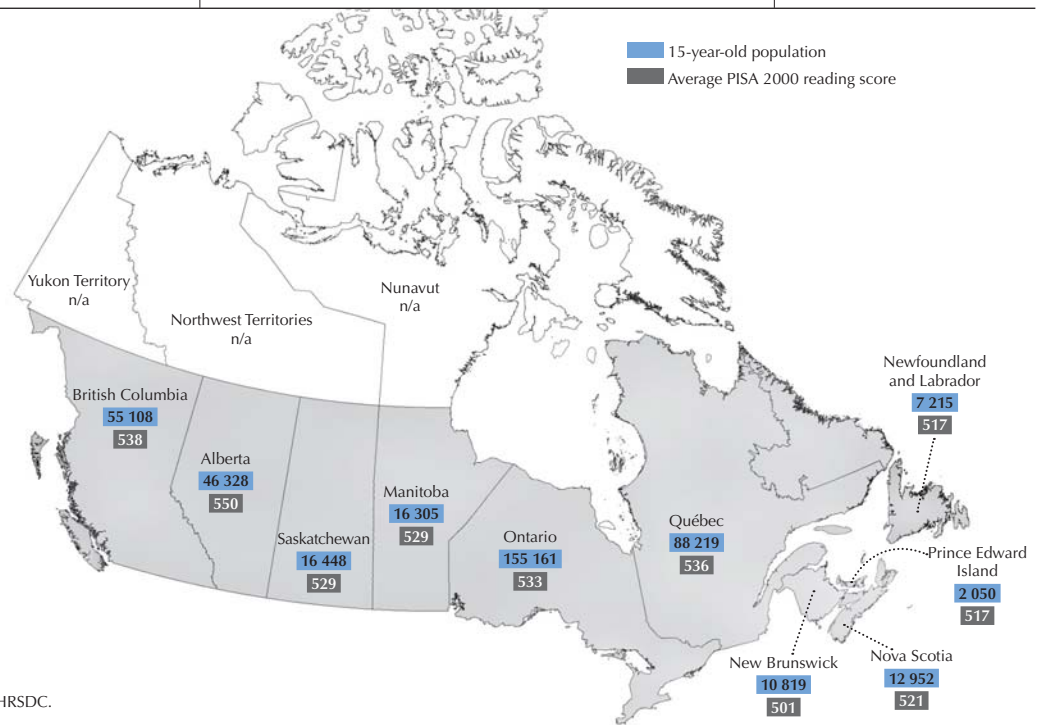 15-year-old population
Average PISA 2000 reading score
Yukon Territory
n/a
Northwest Territories
n/a
Nunavut
n/a
British Columbia
55 108
538
Alberta
46 328
550
Saskatchewan
16 448
529
Manitoba
16 305
529
Ontario
155 161
533
Québec
88 219
536
Newfoundland
and Labrador
7 215
517
Prince Edward
Island
2 050
517
Nova Scotia
12 952
521
New Brunswick
10 819
501
HRSDC.